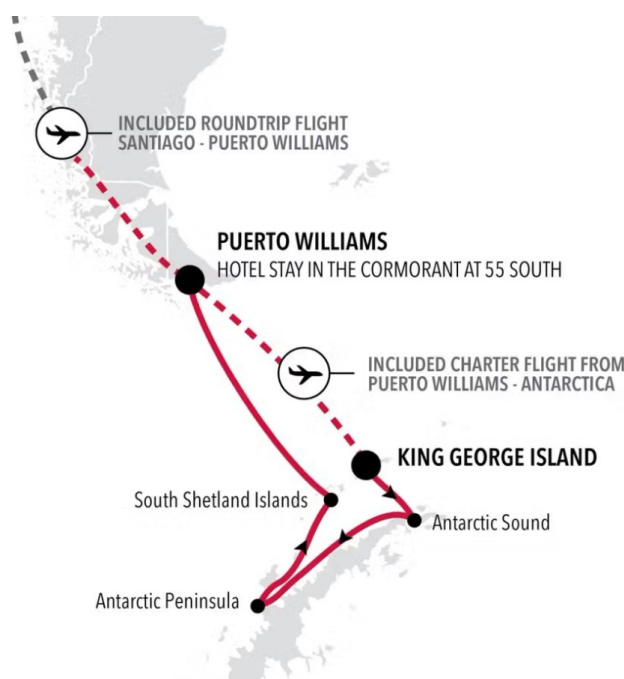 INCLUDED ROUNDTRIP FLIGHT
SANTIAGO - PUERTO WILLIAMS
PUERTO WILLIAMS
HOTEL STAY IN THE CORMORANT AT 55 SOUTH
INCLUDED CHARTER FLIGHT FROM
PUERTO WILLIAMS - ANTARCTICA
KING GEORGE ISLAND
South Shetland Islands
Antarctic Sound
Antarctic Peninsula